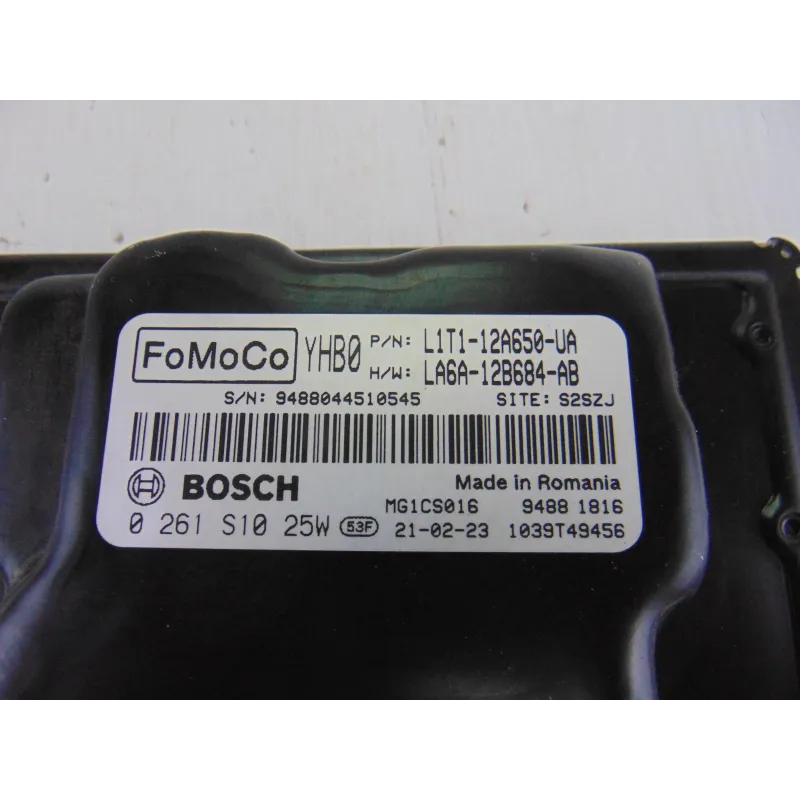 FoMoCo YHB0 P/N: L1T1-12A650-UA
H/W: LA6A-12B684-AB
S/N: 9488044510545 SITE: S2SZJ
BOSCH Made in Romania
MG1CS016 9488 1816
0 261 S10 25W 53F 21-02-23 1039T49456